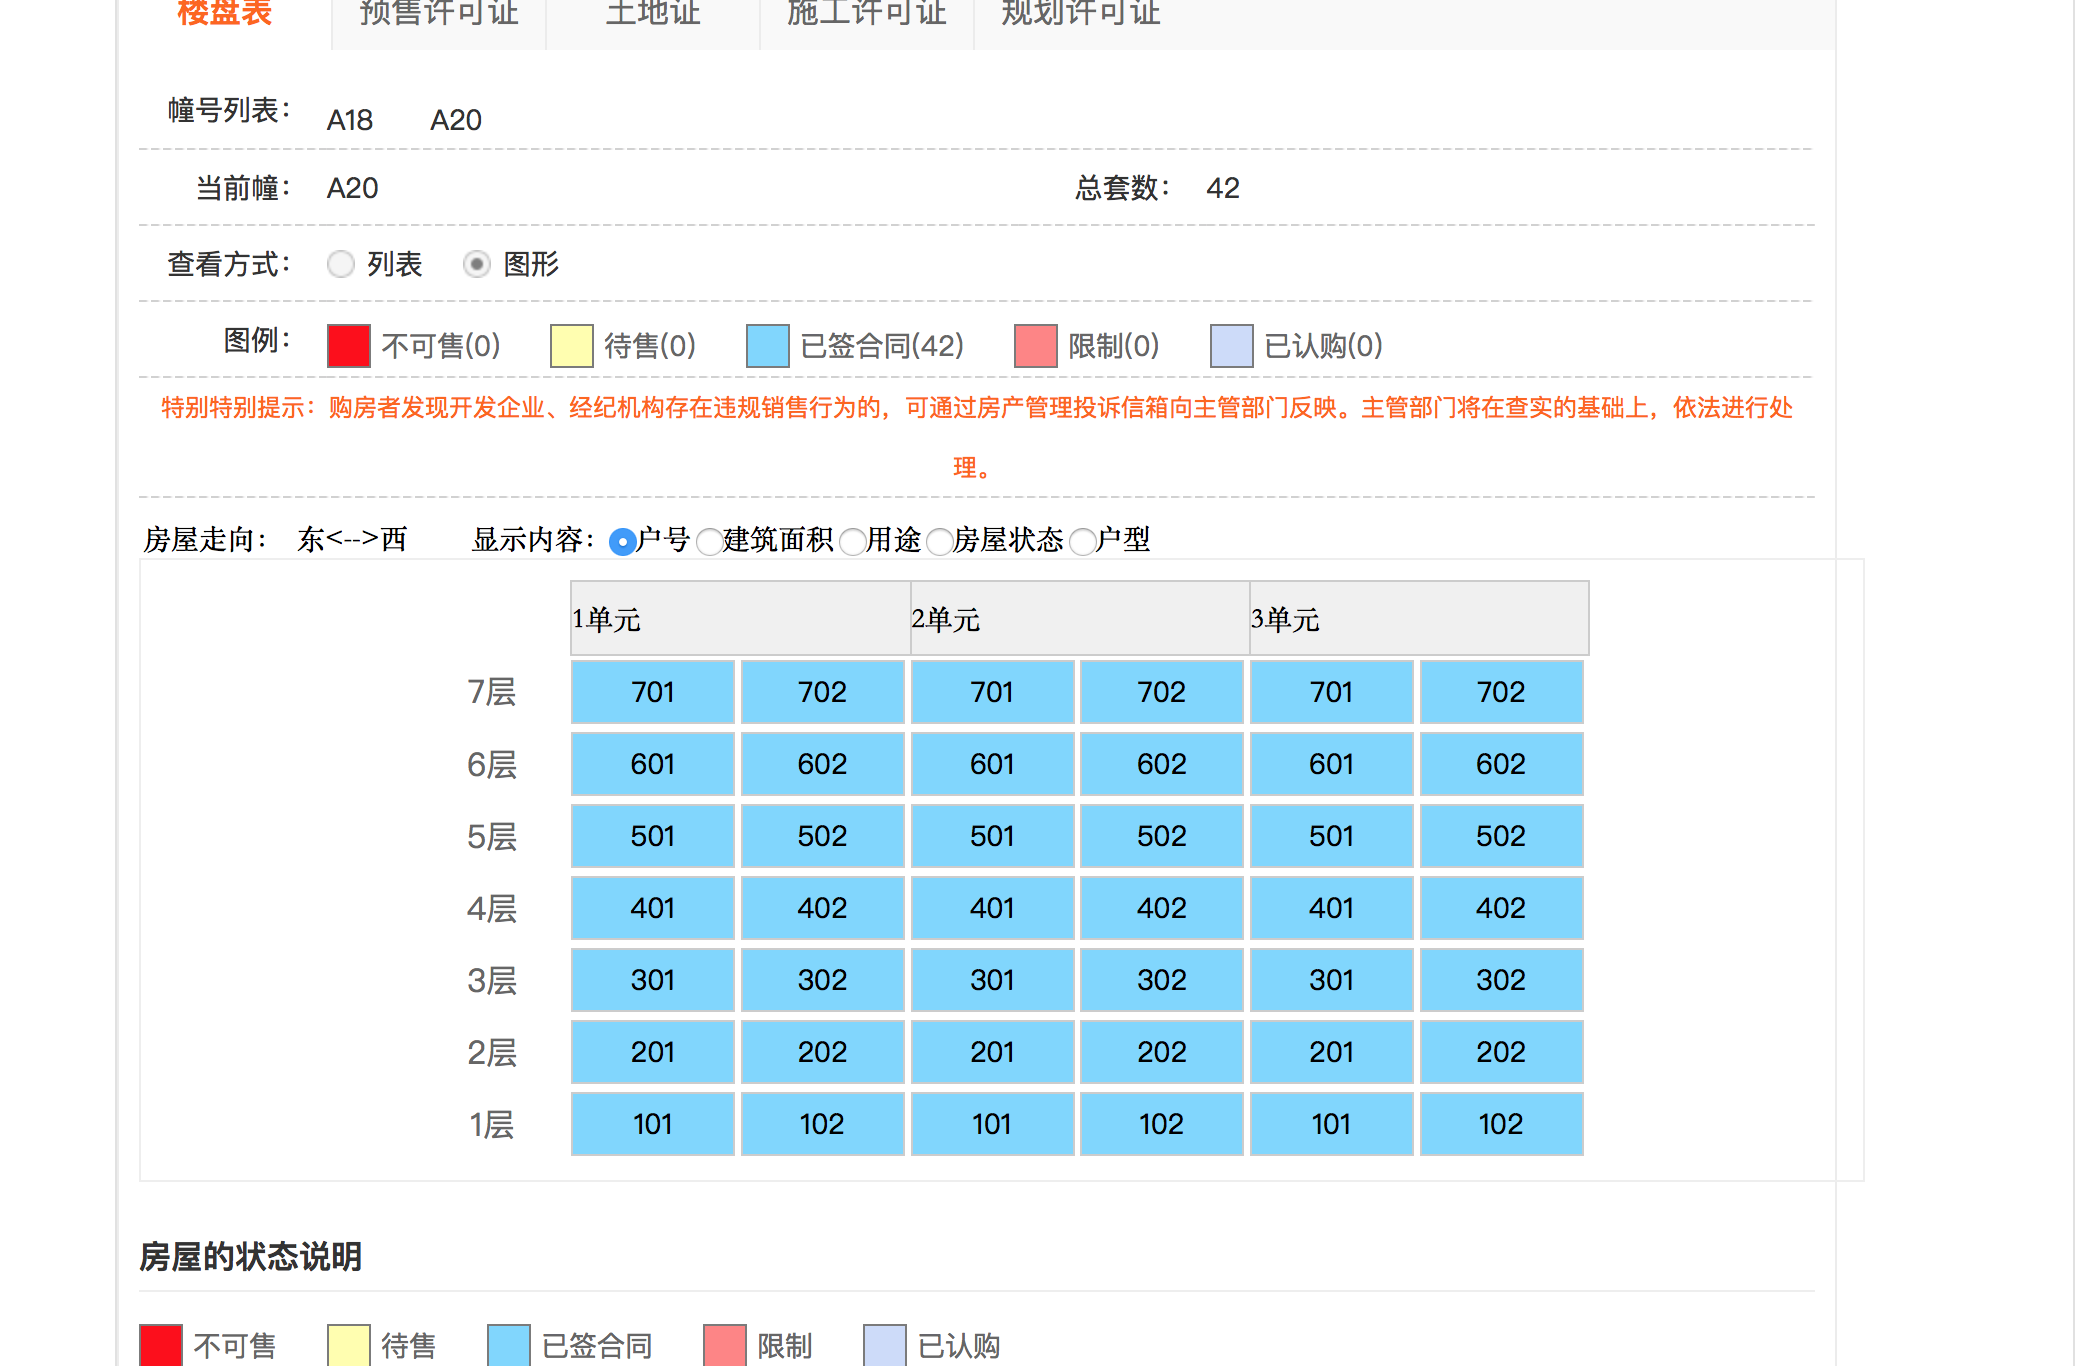 楼盘表 预售许可证 土地证 施工许可证 规划许可证
幢号列表： A18 A20
当前幢： A20 总套数： 42
查看方式： 列表 图形
图例： 不可售(0) 待售(0) 已签合同(42) 限制(0) 已认购(0)
特别特别提示：购房者发现开发企业、经纪机构存在违规销售行为的，可通过房产管理投诉信箱向主管部门反映。主管部门将在查实的基础上，依法进行处
理。
房屋走向： 东<-->西 显示内容： 户号 建筑面积 用途 房屋状态 户型
1单元 2单元 3单元
7层 701 702 701 702 701 702
6层 601 602 601 602 601 602
5层 501 502 501 502 501 502
4层 401 402 401 402 401 402
3层 301 302 301 302 301 302
2层 201 202 201 202 201 202
1层 101 102 101 102 101 102
房屋的状态说明
不可售 待售 已签合同 限制 已认购